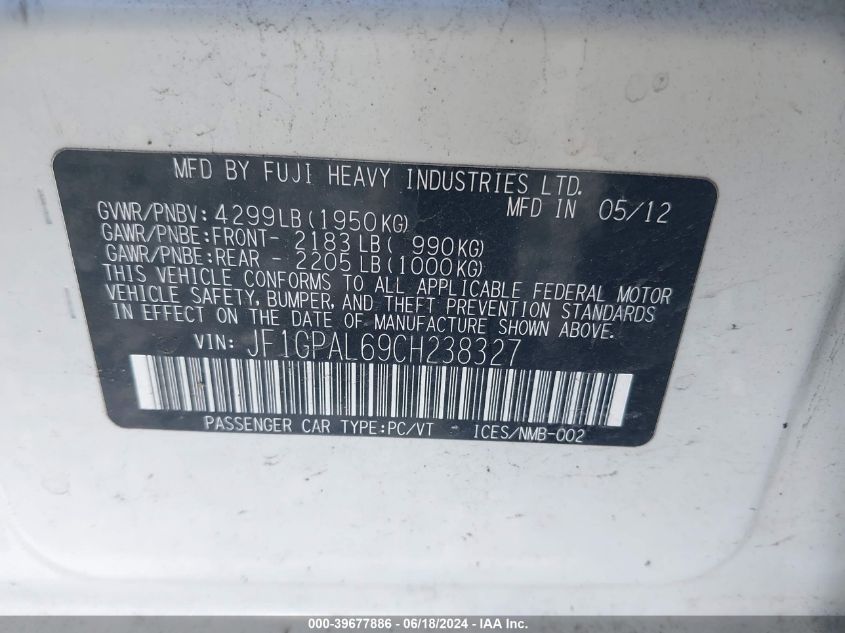 MFD BY FUJI HEAVY INDUSTRIES LTD.
MFD IN 05/12
GVWR/PNBV: 4299LB(1950KG)
GAWR/PNBE:FRONT- 2183LB( 990KG)
GAWR/PNBE:REAR - 2205LB(1000KG)
THIS VEHICLE CONFORMS TO ALL APPLICABLE FEDERAL MOTOR
VEHICLE SAFETY, BUMPER, AND THEFT PREVENTION STANDARDS
IN EFFECT ON THE DATE OF MANUFACTURE SHOWN ABOVE.
VIN: JF1GPAL69CH238327
PASSENGER CAR TYPE:PC/VT ICES/NMB-002
000-39677886 - 06/18/2024 - IAA Inc.